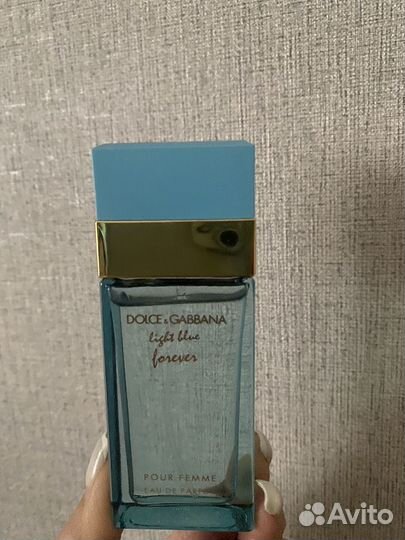 DOLCE & GABBANA
light blue
forever
POUR FEMME
EAU DE PARFUM
Avito